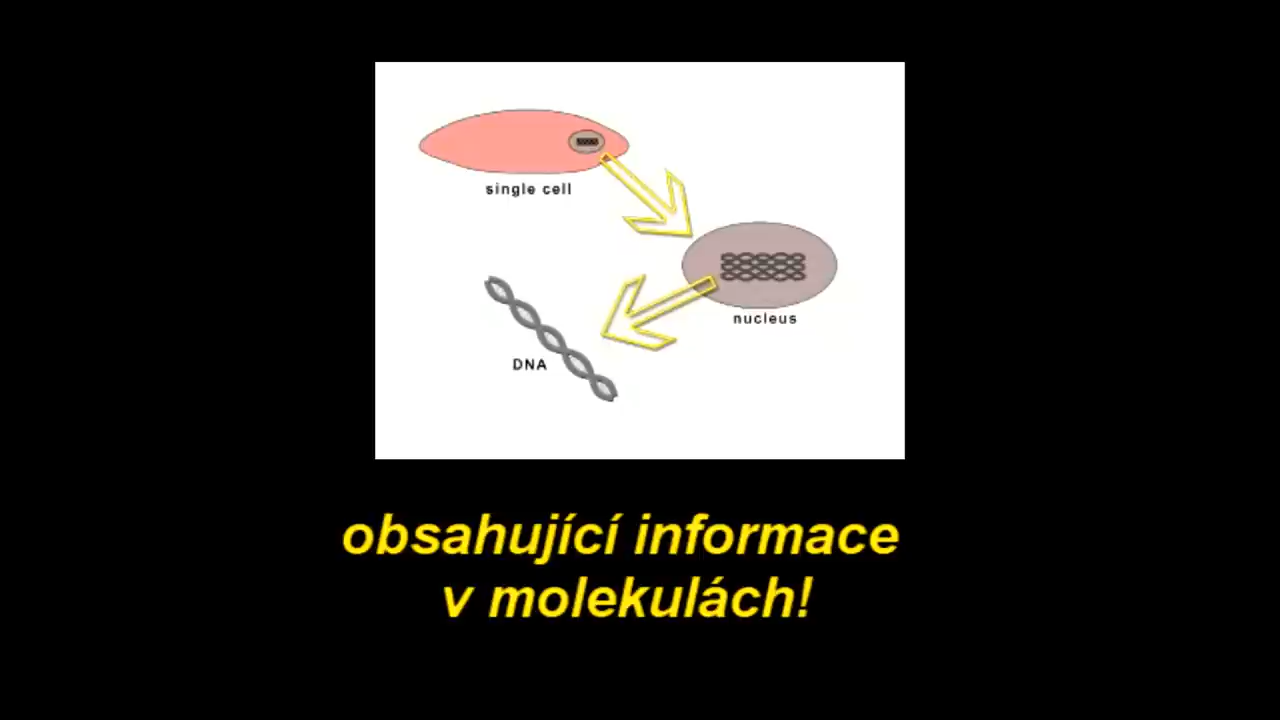 single cell
nucleus
DNA
obsahující informace
v molekulách!